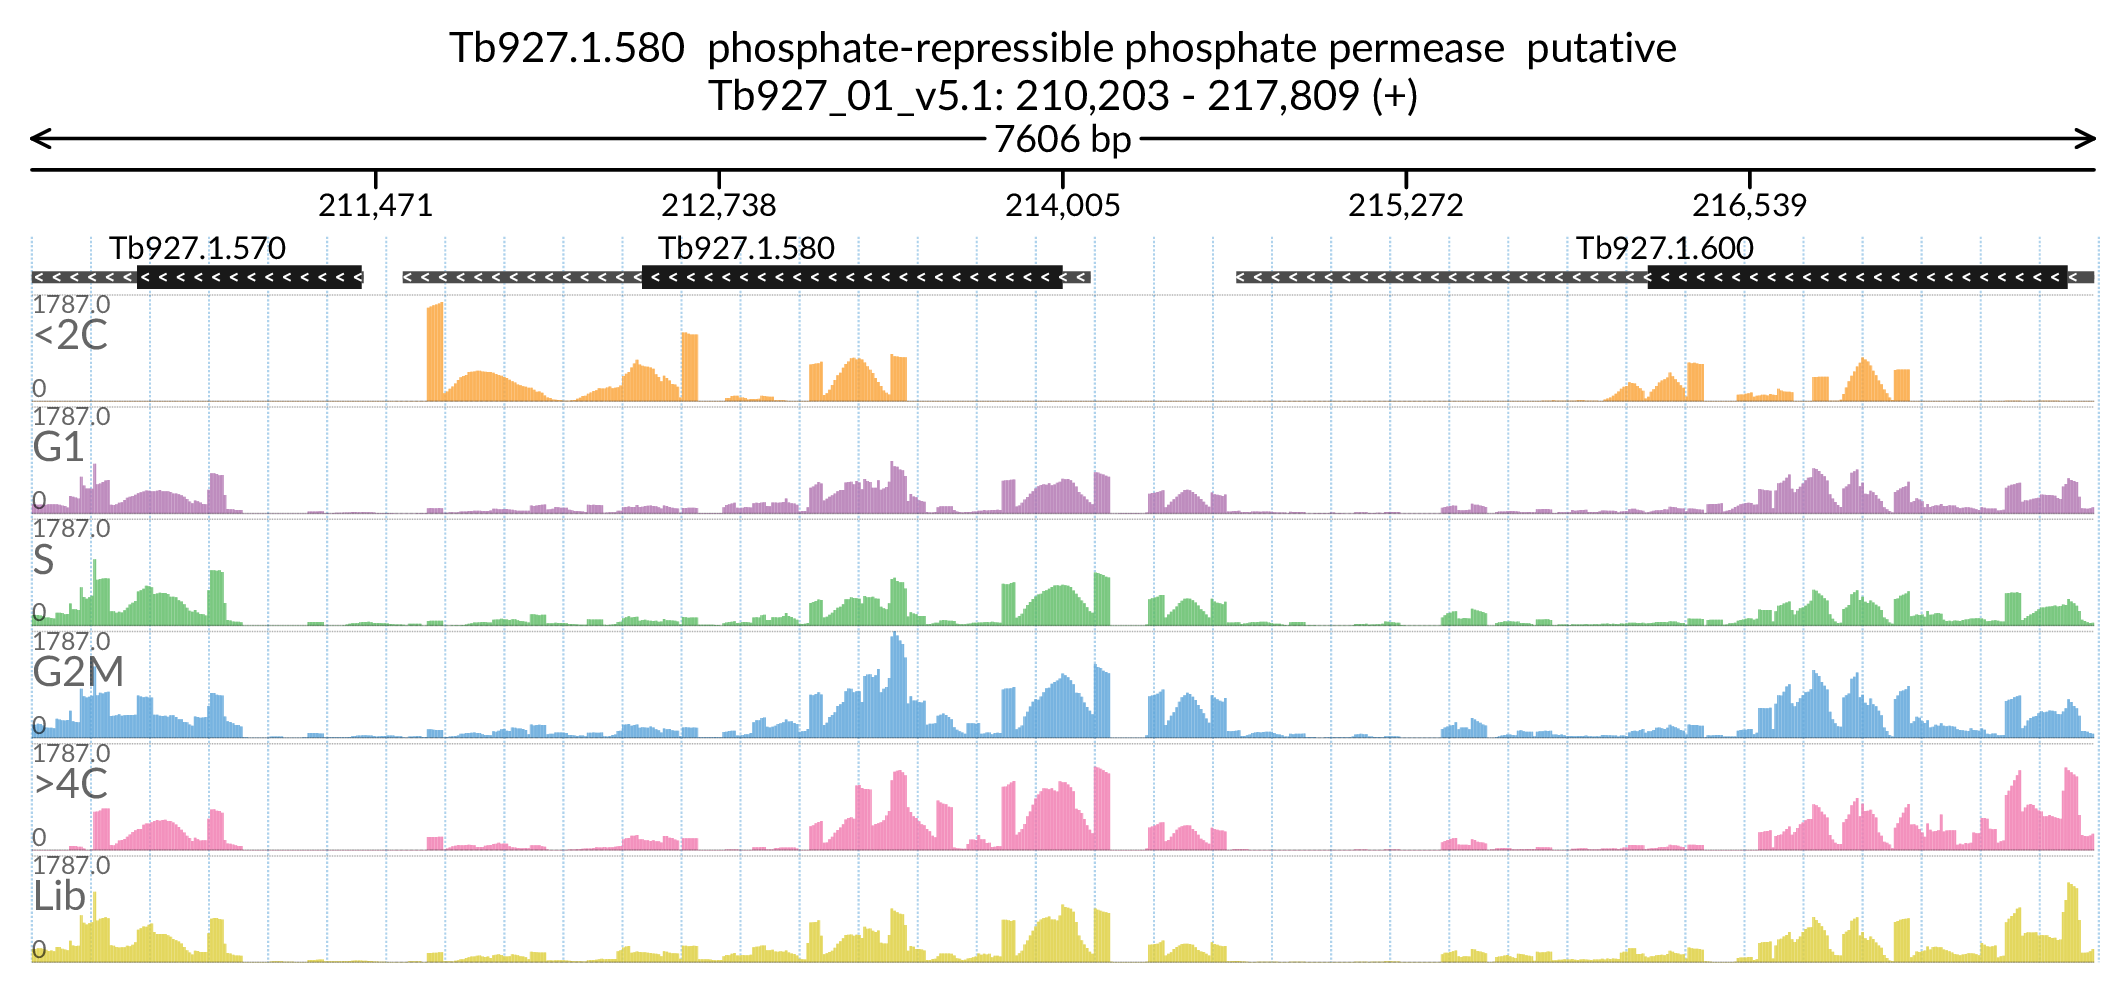 Tb927.1.580  phosphate-repressible phosphate permease  putative
Tb927_01_v5.1: 210,203 - 217,809 (+)
7606 bp
211,471 212,738 214,005 215,272 216,539
Tb927.1.570 Tb927.1.580 Tb927.1.600
1787.0
<2C
0
1787.0
G1
0
1787.0
S
0
1787.0
G2M
0
1787.0
>4C
0
1787.0
Lib
0